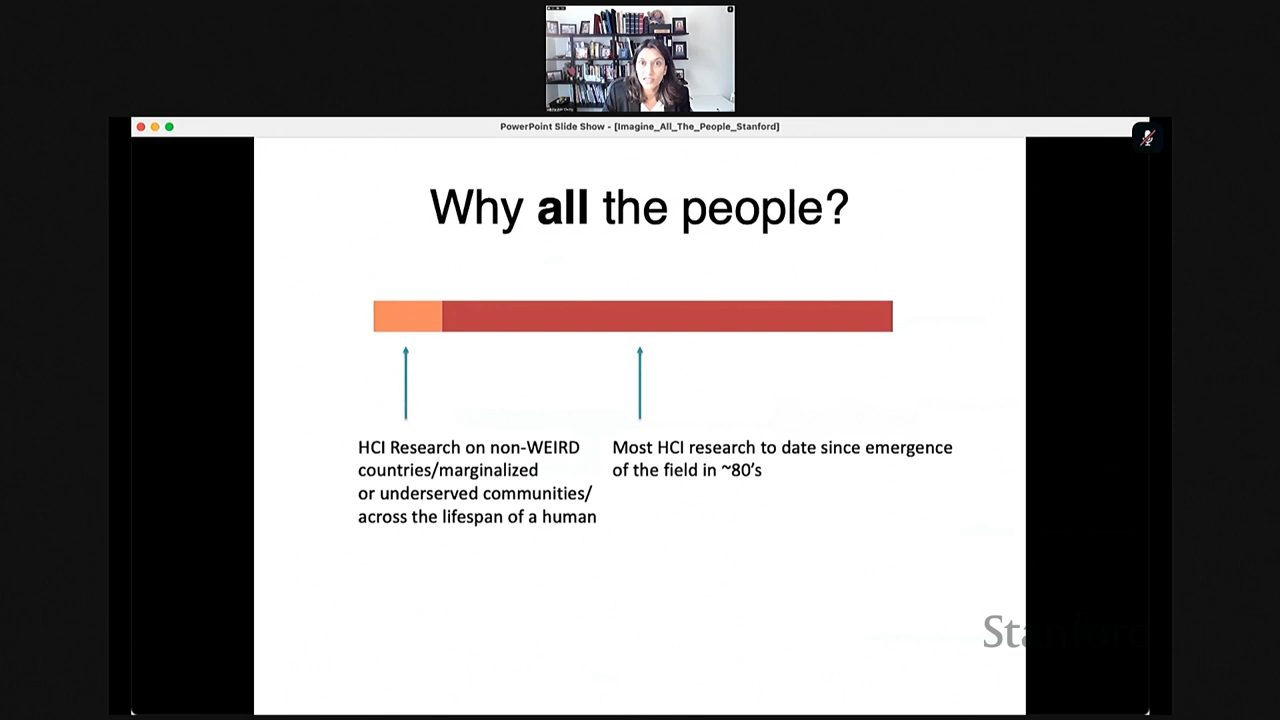 PowerPoint Slide Show - [Imagine_All_The_People_Stanford]
Why all the people?
HCI Research on non-WEIRD
countries/marginalized
or underserved communities/
across the lifespan of a human
Most HCI research to date since emergence
of the field in ~80's
Stanford